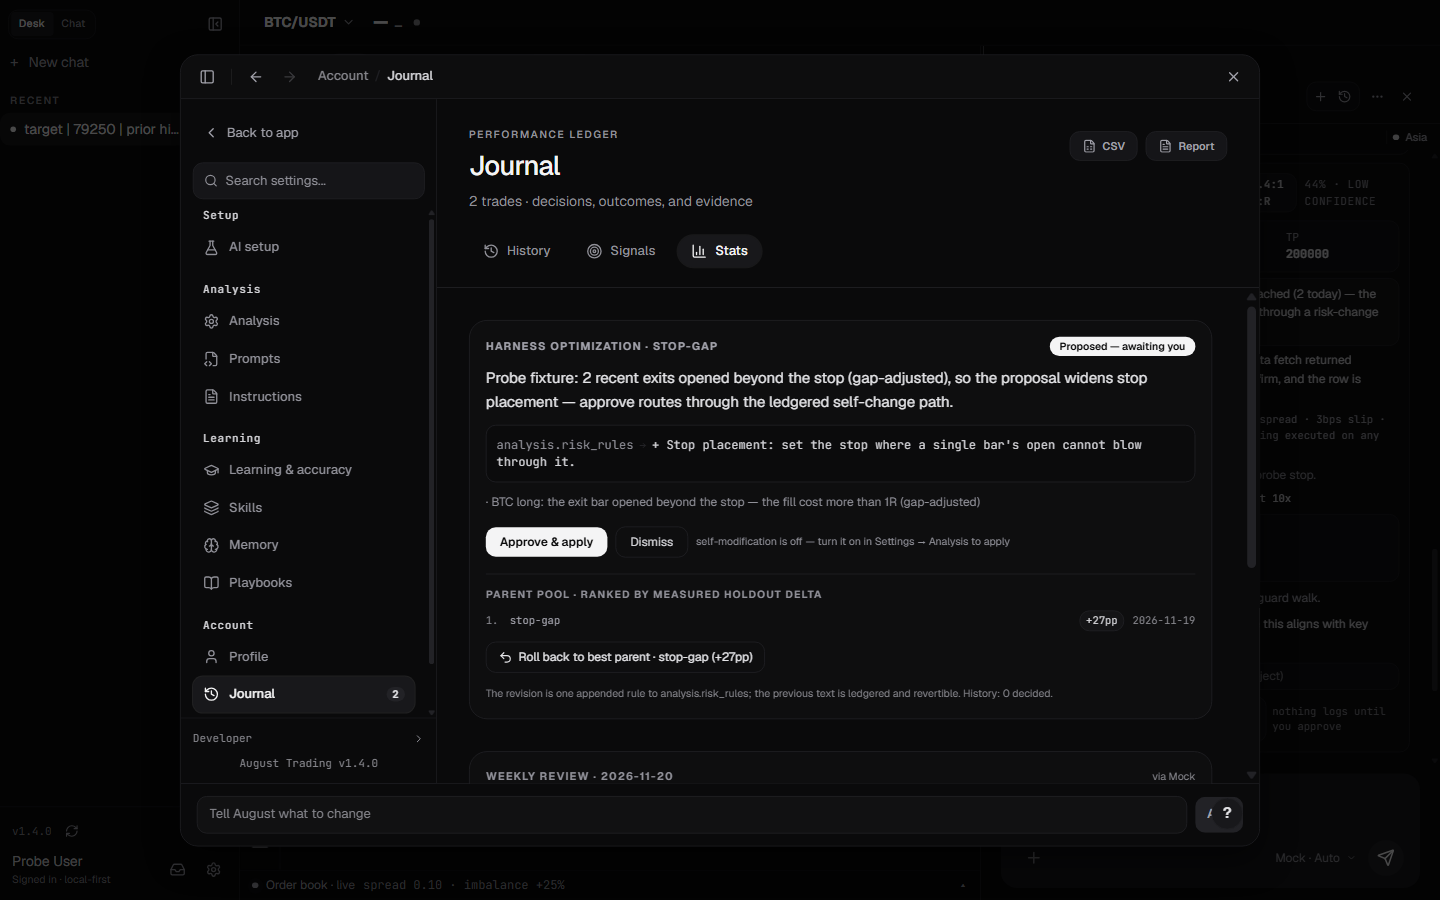 Desk Chat
BTC/USDT
+ New chat
RECENT
target | 79250 | prior hi...
v1.4.0
Probe User
Signed in · local-first
Account / Journal
Back to app
Search settings...
Setup
AI setup
Analysis
Analysis
Prompts
Instructions
Learning
Learning & accuracy
Skills
Memory
Playbooks
Account
Profile
Journal 2
Developer
August Trading v1.4.0
PERFORMANCE LEDGER
Journal
2 trades · decisions, outcomes, and evidence
CSV Report
History Signals Stats
HARNESS OPTIMIZATION · STOP-GAP
Proposed — awaiting you
Probe fixture: 2 recent exits opened beyond the stop (gap-adjusted), so the proposal widens stop
placement — approve routes through the ledgered self-change path.
analysis.risk_rules → + Stop placement: set the stop where a single bar's open cannot blow
through it.
· BTC long: the exit bar opened beyond the stop — the fill cost more than 1R (gap-adjusted)
Approve & apply Dismiss self-modification is off — turn it on in Settings → Analysis to apply
PARENT POOL · RANKED BY MEASURED HOLDOUT DELTA
1. stop-gap +27pp 2026-11-19
Roll back to best parent · stop-gap (+27pp)
The revision is one appended rule to analysis.risk_rules; the previous text is ledgered and revertible. History: 0 decided.
WEEKLY REVIEW · 2026-11-20 via Mock
Tell August what to change
?
Order book · live spread 0.10 · imbalance +25%
Asia
.4:1 44% · LOW
:R CONFIDENCE
TP
200000
ached (2 today) — the
through a risk-change
ta fetch returned
irm, and the row is
spread · 3bps slip ·
ing executed on any
probe stop.
t 10x
guard walk.
this aligns with key
ject)
nothing logs until
you approve
Mock · Auto